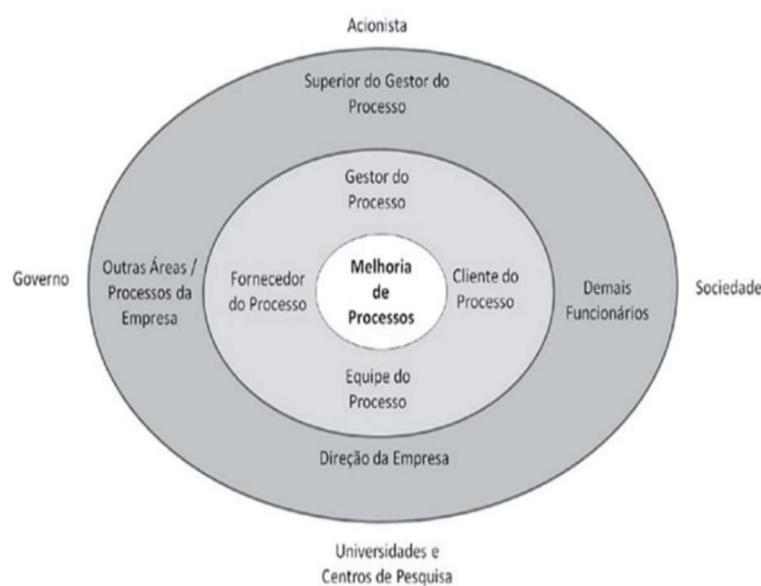 Acionista
Superior do Gestor do
Processo
Gestor do
Processo
Governo
Outras Áreas /
Processos da
Empresa
Fornecedor
do Processo
Melhoria
de
Processos
Cliente do
Processo
Demais
Funcionários
Sociedade
Equipe do
Processo
Direção da Empresa
Universidades e
Centros de Pesquisa